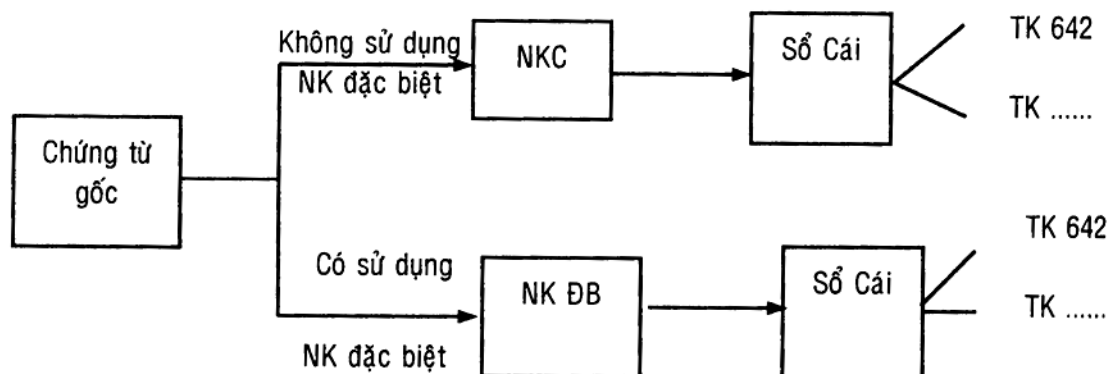 Không sử dụng
NK đặc biệt
NKC
Sổ Cái
TK 642
TK ......
Chứng từ
gốc
Có sử dụng
NK đặc biệt
NK ĐB
Sổ Cái
TK 642
TK ......